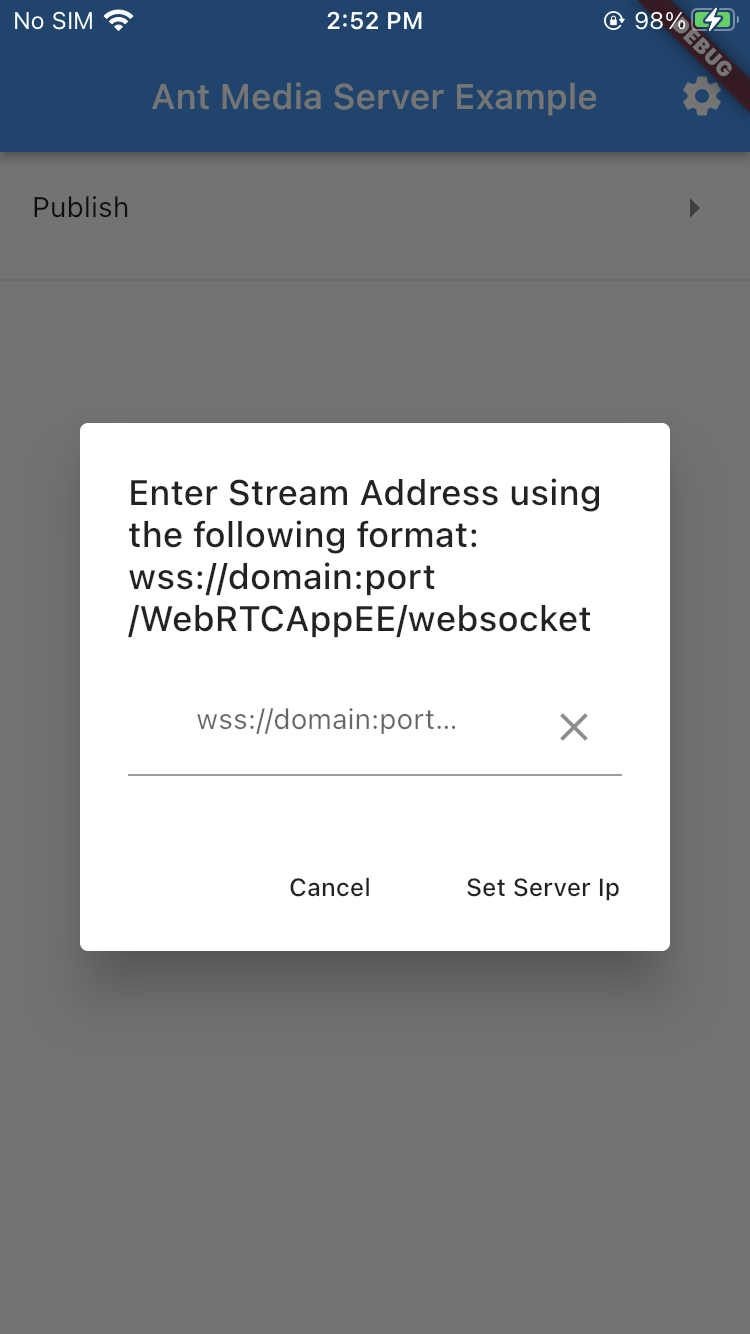 No SIM 2:52 PM 98%
DEBUG
Ant Media Server Example
Publish
Enter Stream Address using
the following format:
wss://domain:port
/WebRTCAppEE/websocket
wss://domain:port...
Cancel Set Server Ip